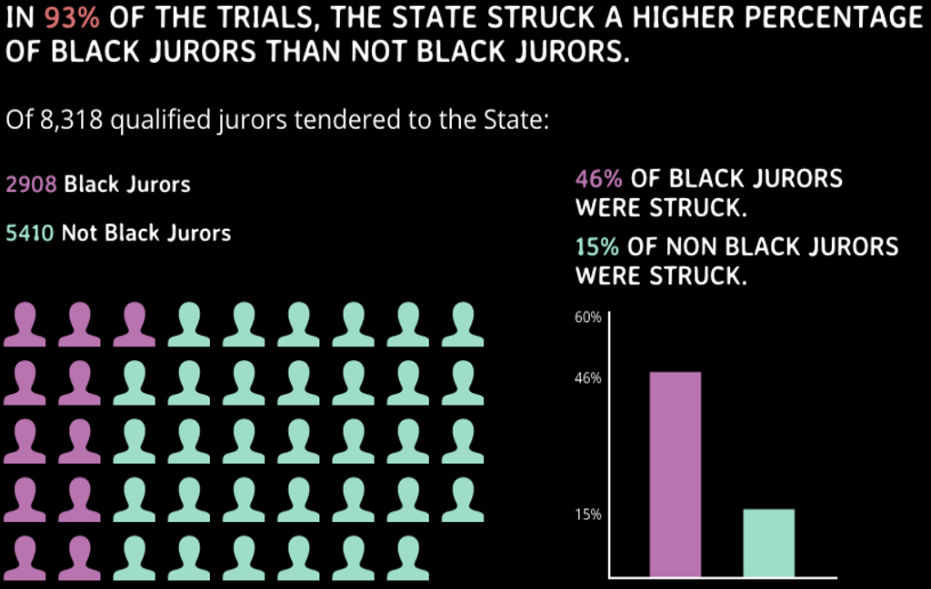 IN 93% OF THE TRIALS, THE STATE STRUCK A HIGHER PERCENTAGE
OF BLACK JURORS THAN NOT BLACK JURORS.
Of 8,318 qualified jurors tendered to the State:
2908 Black Jurors
5410 Not Black Jurors
46% OF BLACK JURORS
WERE STRUCK.
15% OF NON BLACK JURORS
WERE STRUCK.
60%
46%
15%